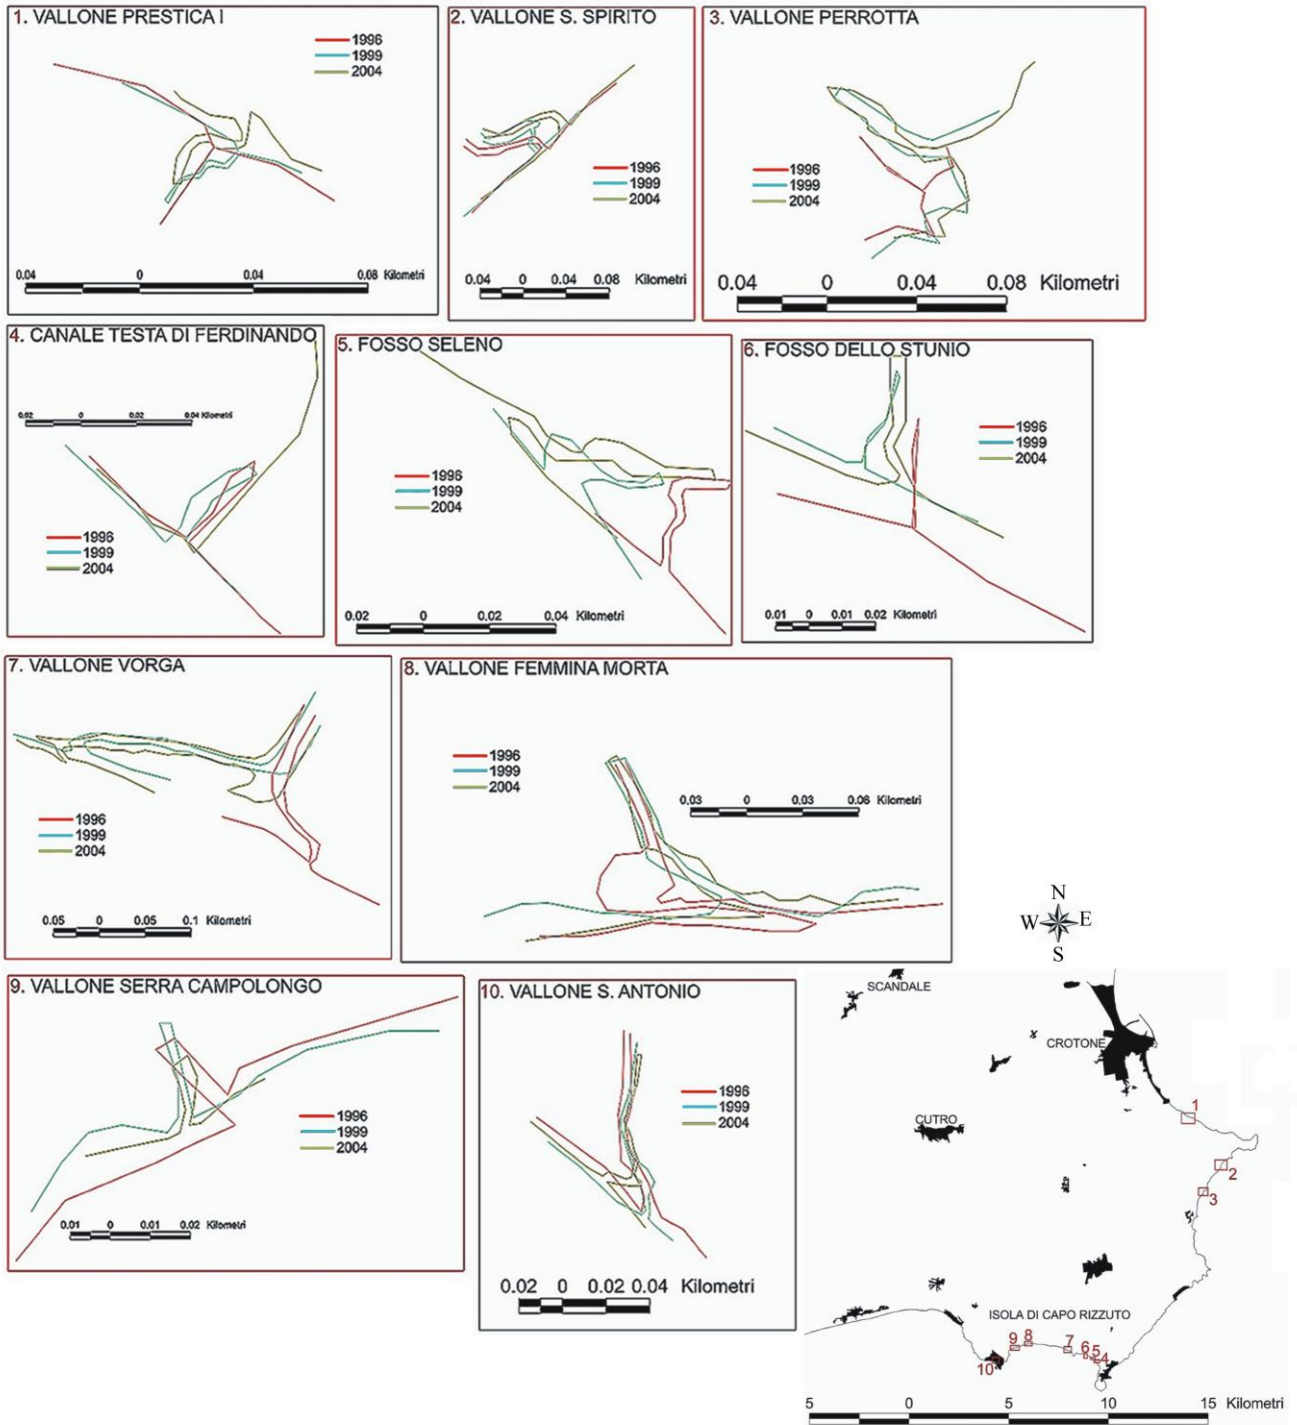 1. VALLONE PRESTICA I
1996
1999
2004
0.04 0 0.04 0.08 Kilometri
2. VALLONE S. SPIRITO
1996
1999
2004
0.04 0 0.04 0.08 Kilometri
3. VALLONE PERROTTA
1996
1999
2004
0.04 0 0.04 0.08 Kilometri
4. CANALE TESTA DI FERDINANDO
0.02 0 0.02 0.04 Kilometri
1996
1999
2004
5. FOSSO SELENO
1996
1999
2004
0.02 0 0.02 0.04 Kilometri
6. FOSSO DELLO STUNIO
1996
1999
2004
0.01 0 0.01 0.02 Kilometri
7. VALLONE VORGA
1996
1999
2004
0.05 0 0.05 0.1 Kilometri
8. VALLONE FEMMINA MORTA
1996
1999
2004
0.03 0 0.03 0.06 Kilometri
9. VALLONE SERRA CAMPOLONGO
1996
1999
2004
0.01 0 0.01 0.02 Kilometri
10. VALLONE S. ANTONIO
1996
1999
2004
0.02 0 0.02 0.04 Kilometri
N
W E
S
SCANDALE
CROTONE
1
CUTRO
2
3
ISOLA DI CAPO RIZZUTO
9 8 7 6 5 4
10
5 0 5 10 15 Kilometri